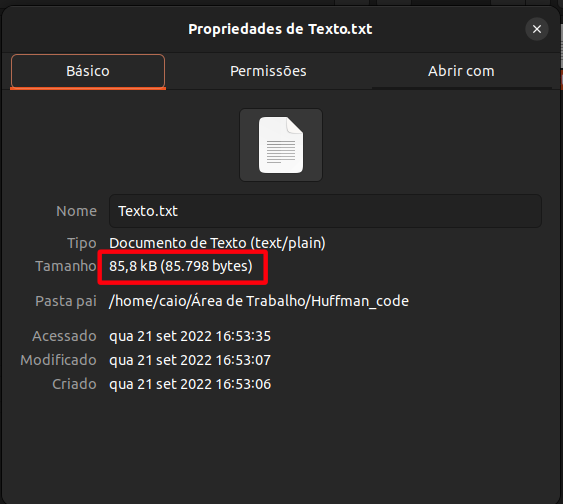 Propriedades de Texto.txt
Básico Permissões Abrir com
Nome Texto.txt
Tipo Documento de Texto (text/plain)
Tamanho 85,8 kB (85.798 bytes)
Pasta pai /home/caio/Área de Trabalho/Huffman_code
Acessado qua 21 set 2022 16:53:35
Modificado qua 21 set 2022 16:53:07
Criado qua 21 set 2022 16:53:06